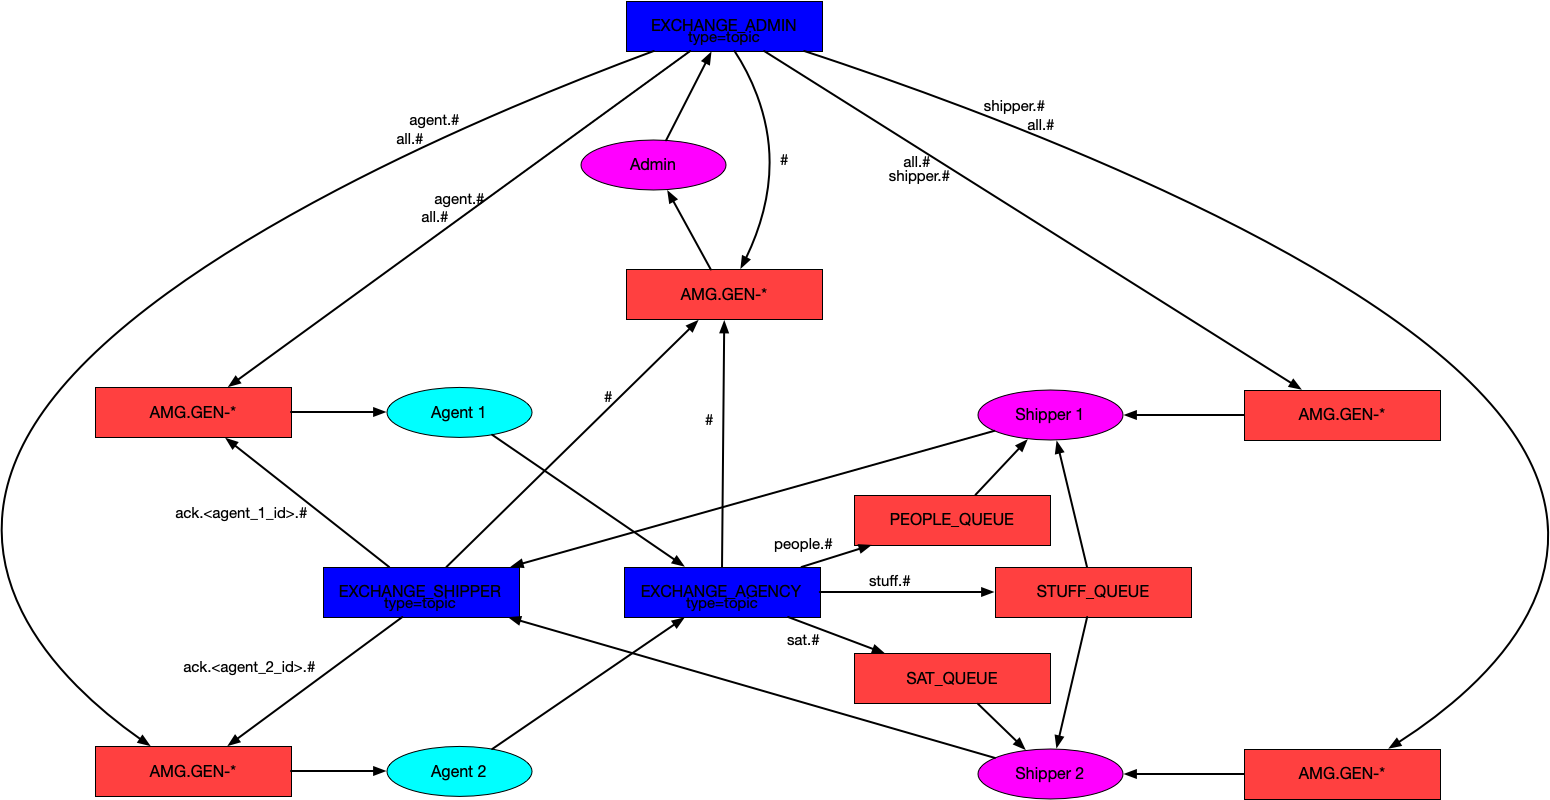 EXCHANGE_ADMIN
type=topic
shipper.#
all.#
agent.#
all.#
Admin
#
all.#
shipper.#
agent.#
all.#
AMG.GEN-*
#
#
AMG.GEN-*
Agent 1
Shipper 1
AMG.GEN-*
ack.<agent_1_id>.#
PEOPLE_QUEUE
people.#
stuff.#
EXCHANGE_SHIPPER
type=topic
EXCHANGE_AGENCY
type=topic
STUFF_QUEUE
sat.#
ack.<agent_2_id>.#
SAT_QUEUE
AMG.GEN-*
Agent 2
Shipper 2
AMG.GEN-*